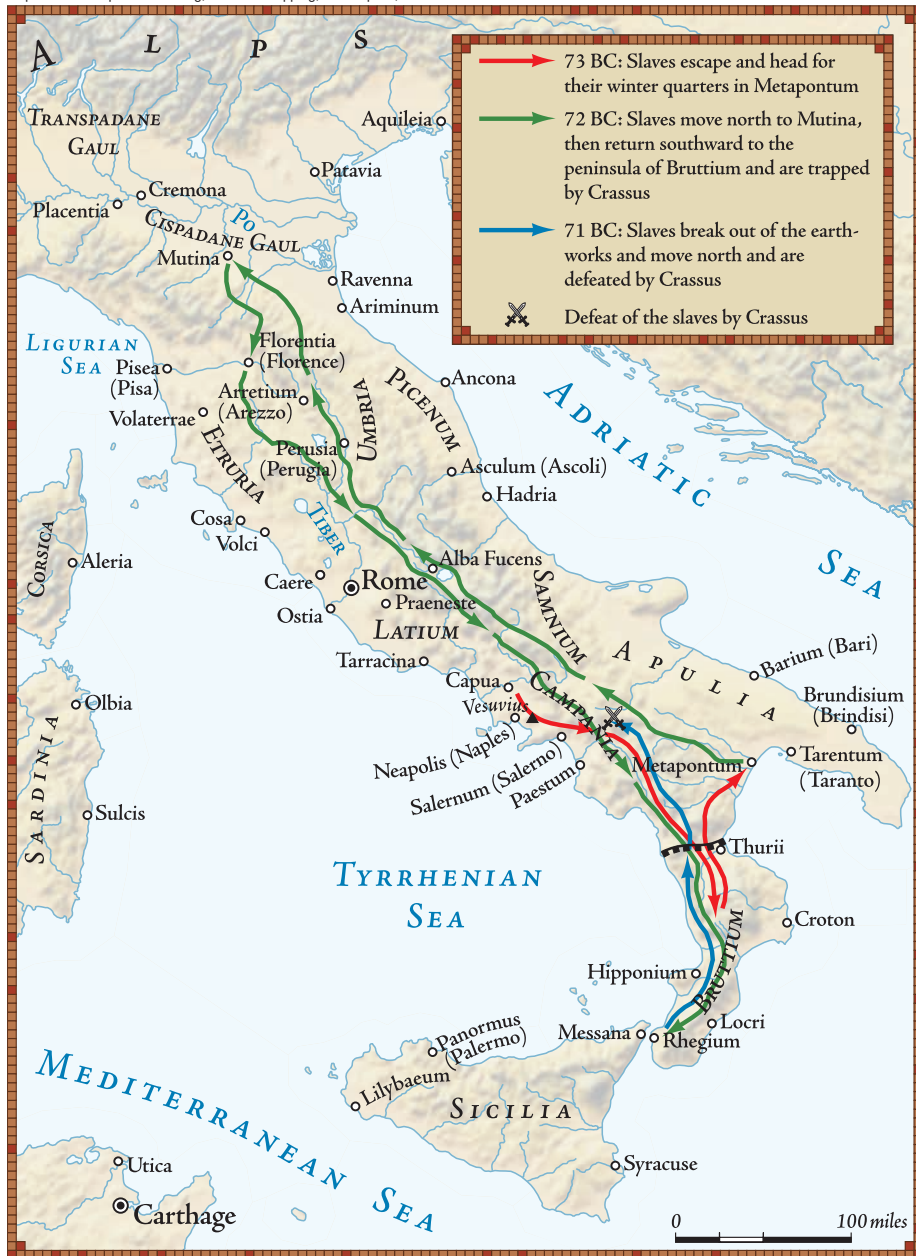 A L P S
73 BC: Slaves escape and head for
their winter quarters in Metapontum
72 BC: Slaves move north to Mutina,
then return southward to the
peninsula of Bruttium and are trapped
by Crassus
71 BC: Slaves break out of the earth-
works and move north and are
defeated by Crassus
Defeat of the slaves by Crassus
TRANSPADANE
GAUL
Aquileia
Patavia
Cremona
Placentia
Po
CISPADANE GAUL
Mutina
Ravenna
Ariminum
LIGURIAN
SEA
Florentia
(Florence)
Pisea
(Pisa)
Ancona
Arretium
(Arezzo)
UMBRIA
PICENUM
ADRIATIC
SEA
Volaterrae
ETRURIA
Perusia
(Perugia)
Asculum (Ascoli)
Hadria
TIBER
Cosa
Volci
CORSICA
Aleria
Alba Fucens
Caere
Rome
Praeneste
Ostia
LATIUM
SAMNIUM
Tarracina
APULIA
Barium (Bari)
Capua
CAMPANIA
Vesuvius
Brundisium
(Brindisi)
Olbia
SARDINIA
Neapolis (Naples)
Salernum (Salerno)
Paestum
Metapontum
Tarentum
(Taranto)
Sulcis
Thurii
TYRRHENIAN
SEA
Croton
BRUTTIUM
Hipponium
Locri
Messana
Rhegium
Panormus
(Palermo)
Lilybaeum
SICILIA
MEDITERRANEAN SEA
Syracuse
Utica
Carthage
0 100 miles